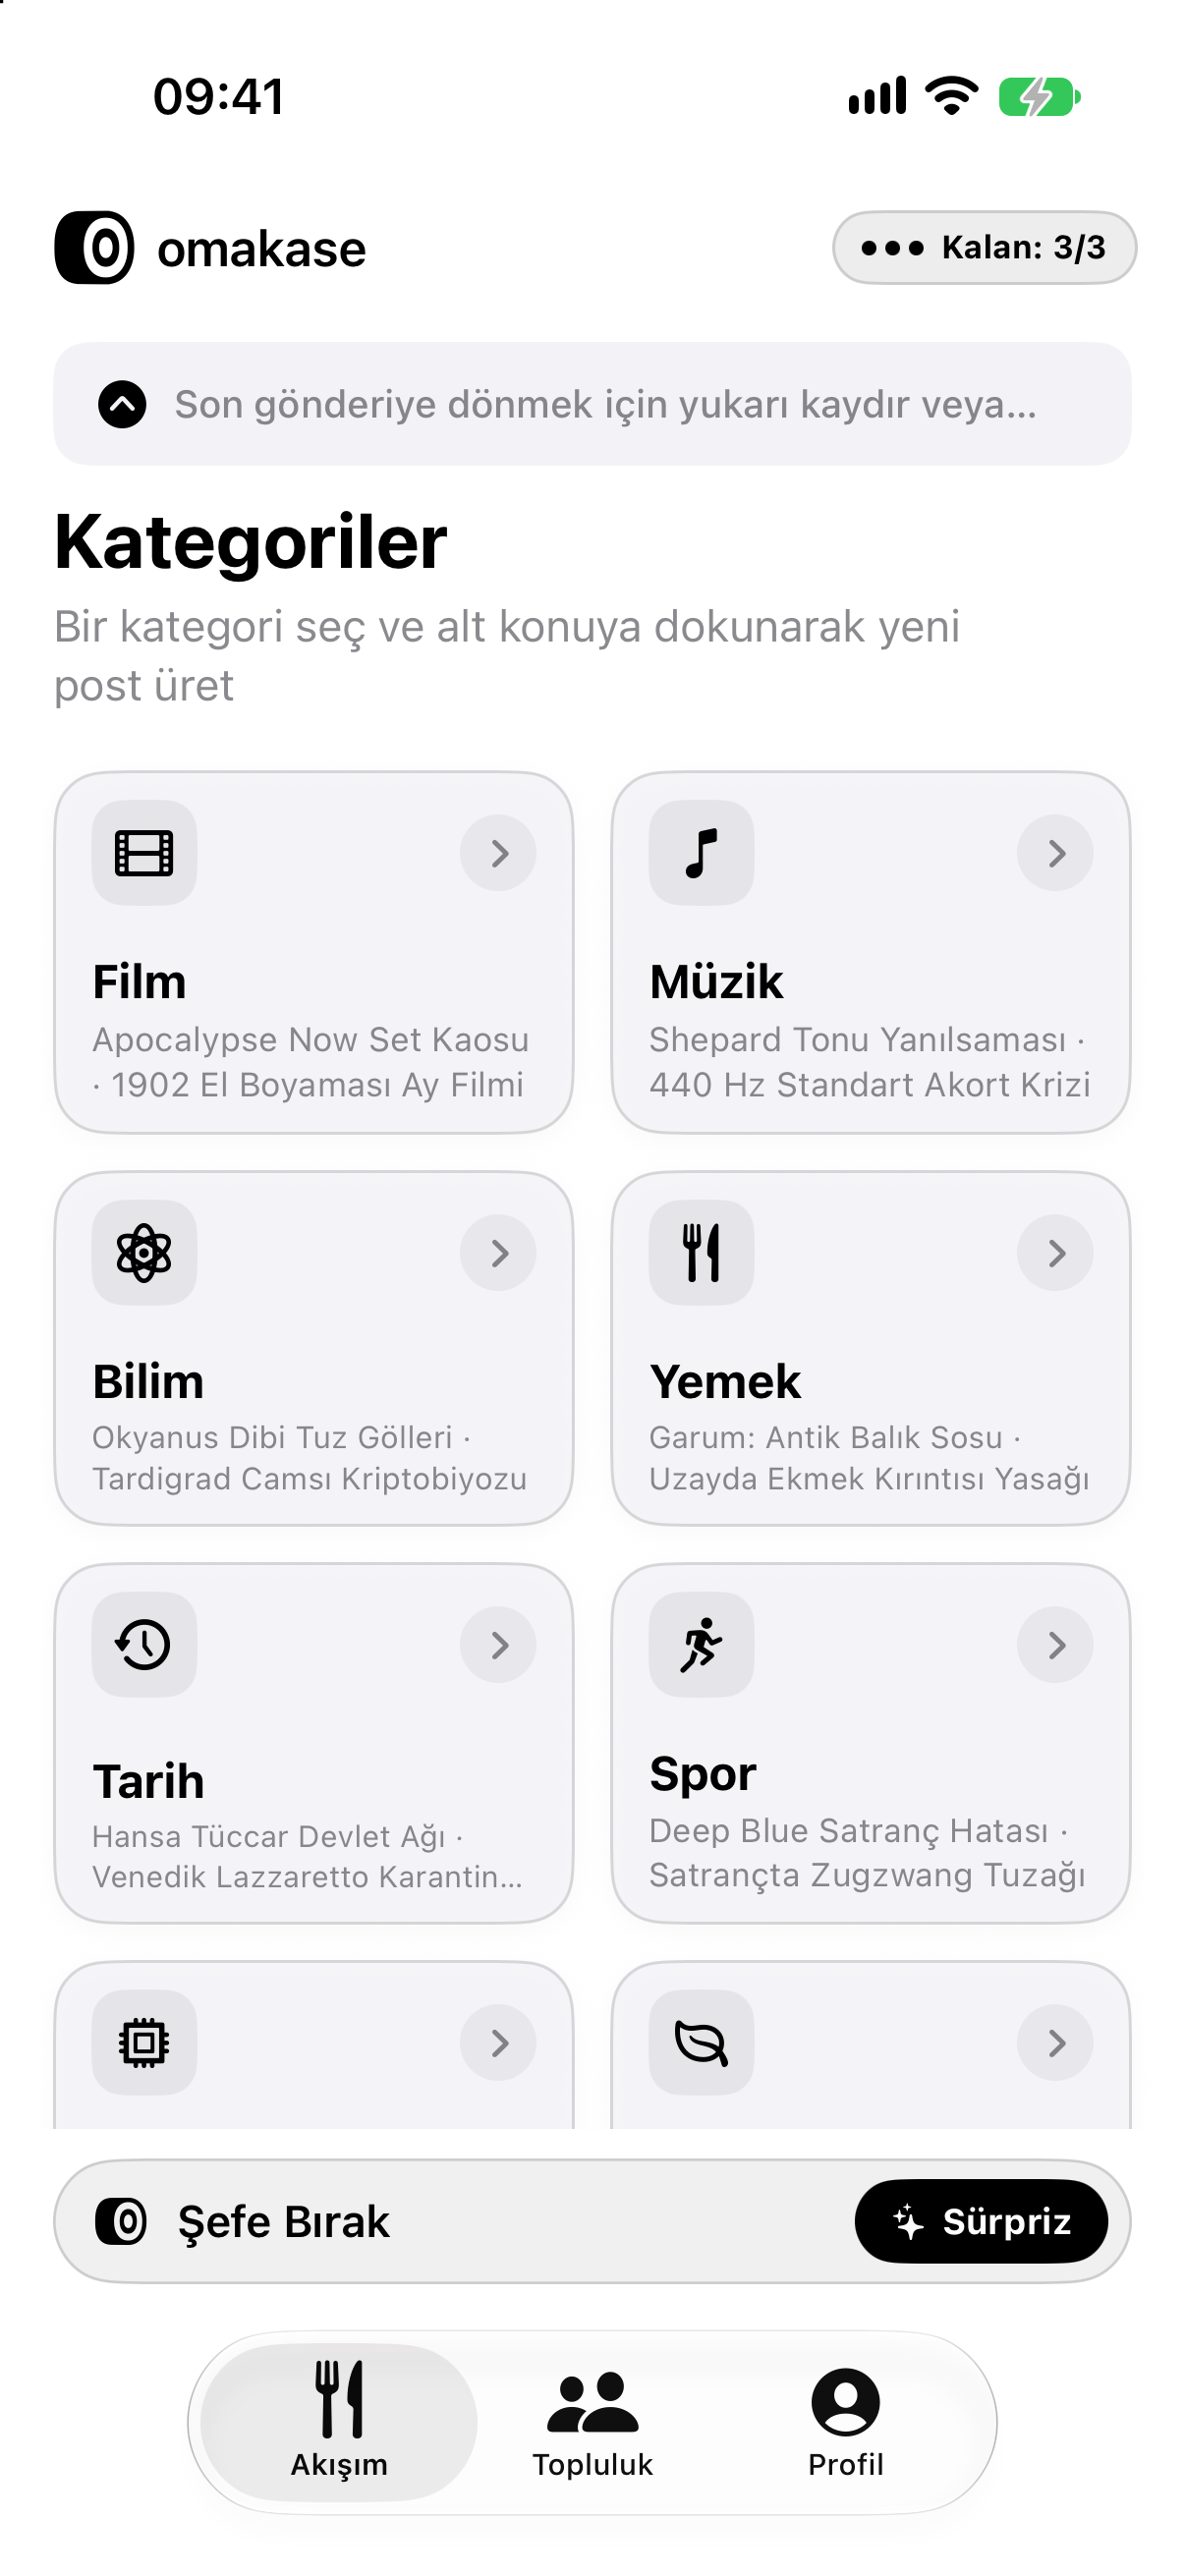 09:41
omakase
Kalan: 3/3
Son gönderiye dönmek için yukarı kaydır veya...
Kategoriler
Bir kategori seç ve alt konuya dokunarak yeni
post üret
Film
Apocalypse Now Set Kaosu
· 1902 El Boyaması Ay Filmi
Müzik
Shepard Tonu Yanılsaması ·
440 Hz Standart Akort Krizi
Bilim
Okyanus Dibi Tuz Gölleri ·
Tardigrad Camsı Kriptobiyozu
Yemek
Garum: Antik Balık Sosu ·
Uzayda Ekmek Kırıntısı Yasağı
Tarih
Hansa Tüccar Devlet Ağı ·
Venedik Lazzaretto Karantin...
Spor
Deep Blue Satranç Hatası ·
Satrançta Zugzwang Tuzağı
Şefe Bırak
Sürpriz
Akışım
Topluluk
Profil